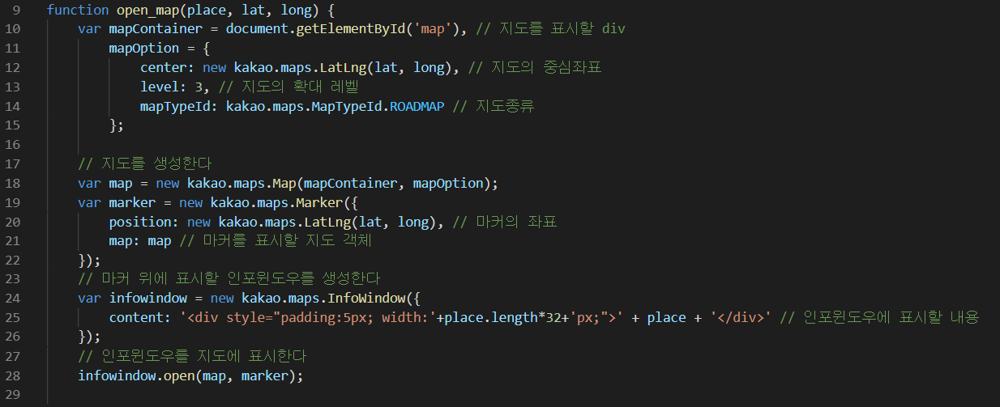 9 function open_map(place, lat, long) {
10 var mapContainer = document.getElementById('map'), // 지도를 표시할 div
11 mapOption = {
12 center: new kakao.maps.LatLng(lat, long), // 지도의 중심좌표
13 level: 3, // 지도의 확대 레벨
14 mapTypeId: kakao.maps.MapTypeId.ROADMAP // 지도종류
15 };
16
17 // 지도를 생성한다
18 var map = new kakao.maps.Map(mapContainer, mapOption);
19 var marker = new kakao.maps.Marker({
20 position: new kakao.maps.LatLng(lat, long), // 마커의 좌표
21 map: map // 마커를 표시할 지도 객체
22 });
23 // 마커 위에 표시할 인포윈도우를 생성한다
24 var infowindow = new kakao.maps.InfoWindow({
25 content: '<div style="padding:5px; width:'+place.length*32+'px;">' + place + '</div>' // 인포윈도우에 표시할 내용
26 });
27 // 인포윈도우를 지도에 표시한다
28 infowindow.open(map, marker);
29